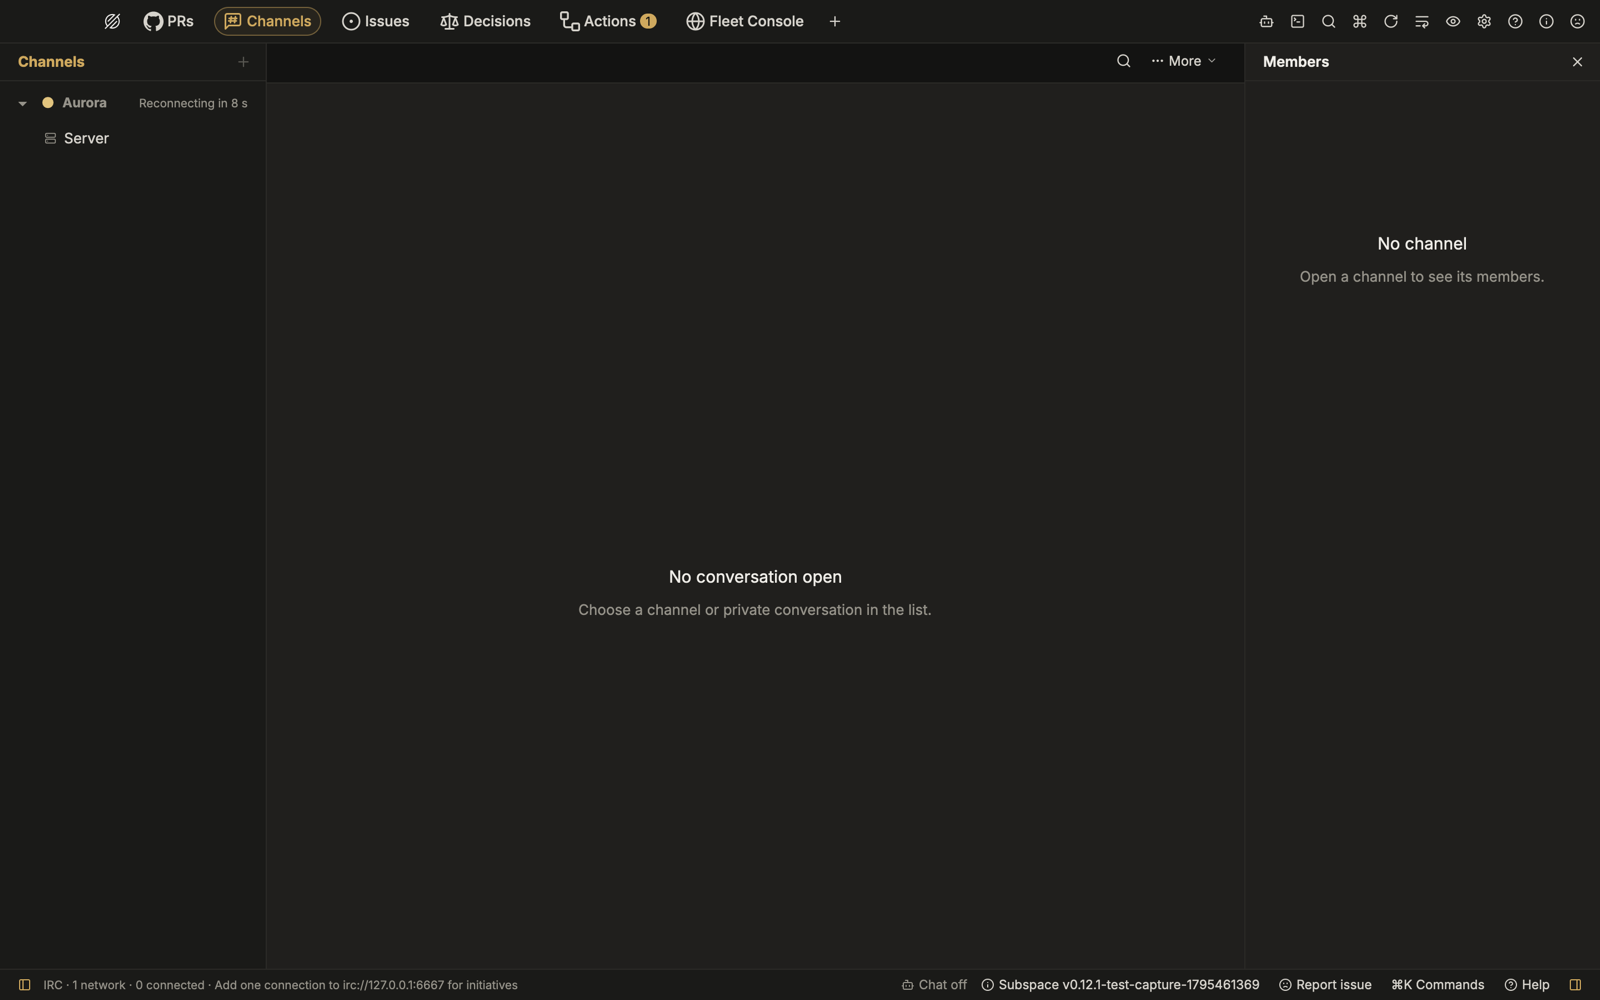 PRs Channels Issues Decisions Actions 1 Fleet Console
Channels
More
Members
Aurora Reconnecting in 8 s
Server
No channel
Open a channel to see its members.
No conversation open
Choose a channel or private conversation in the list.
IRC · 1 network · 0 connected · Add one connection to irc://127.0.0.1:6667 for initiatives
Chat off Subspace v0.12.1-test-capture-1795461369 Report issue ⌘K Commands Help